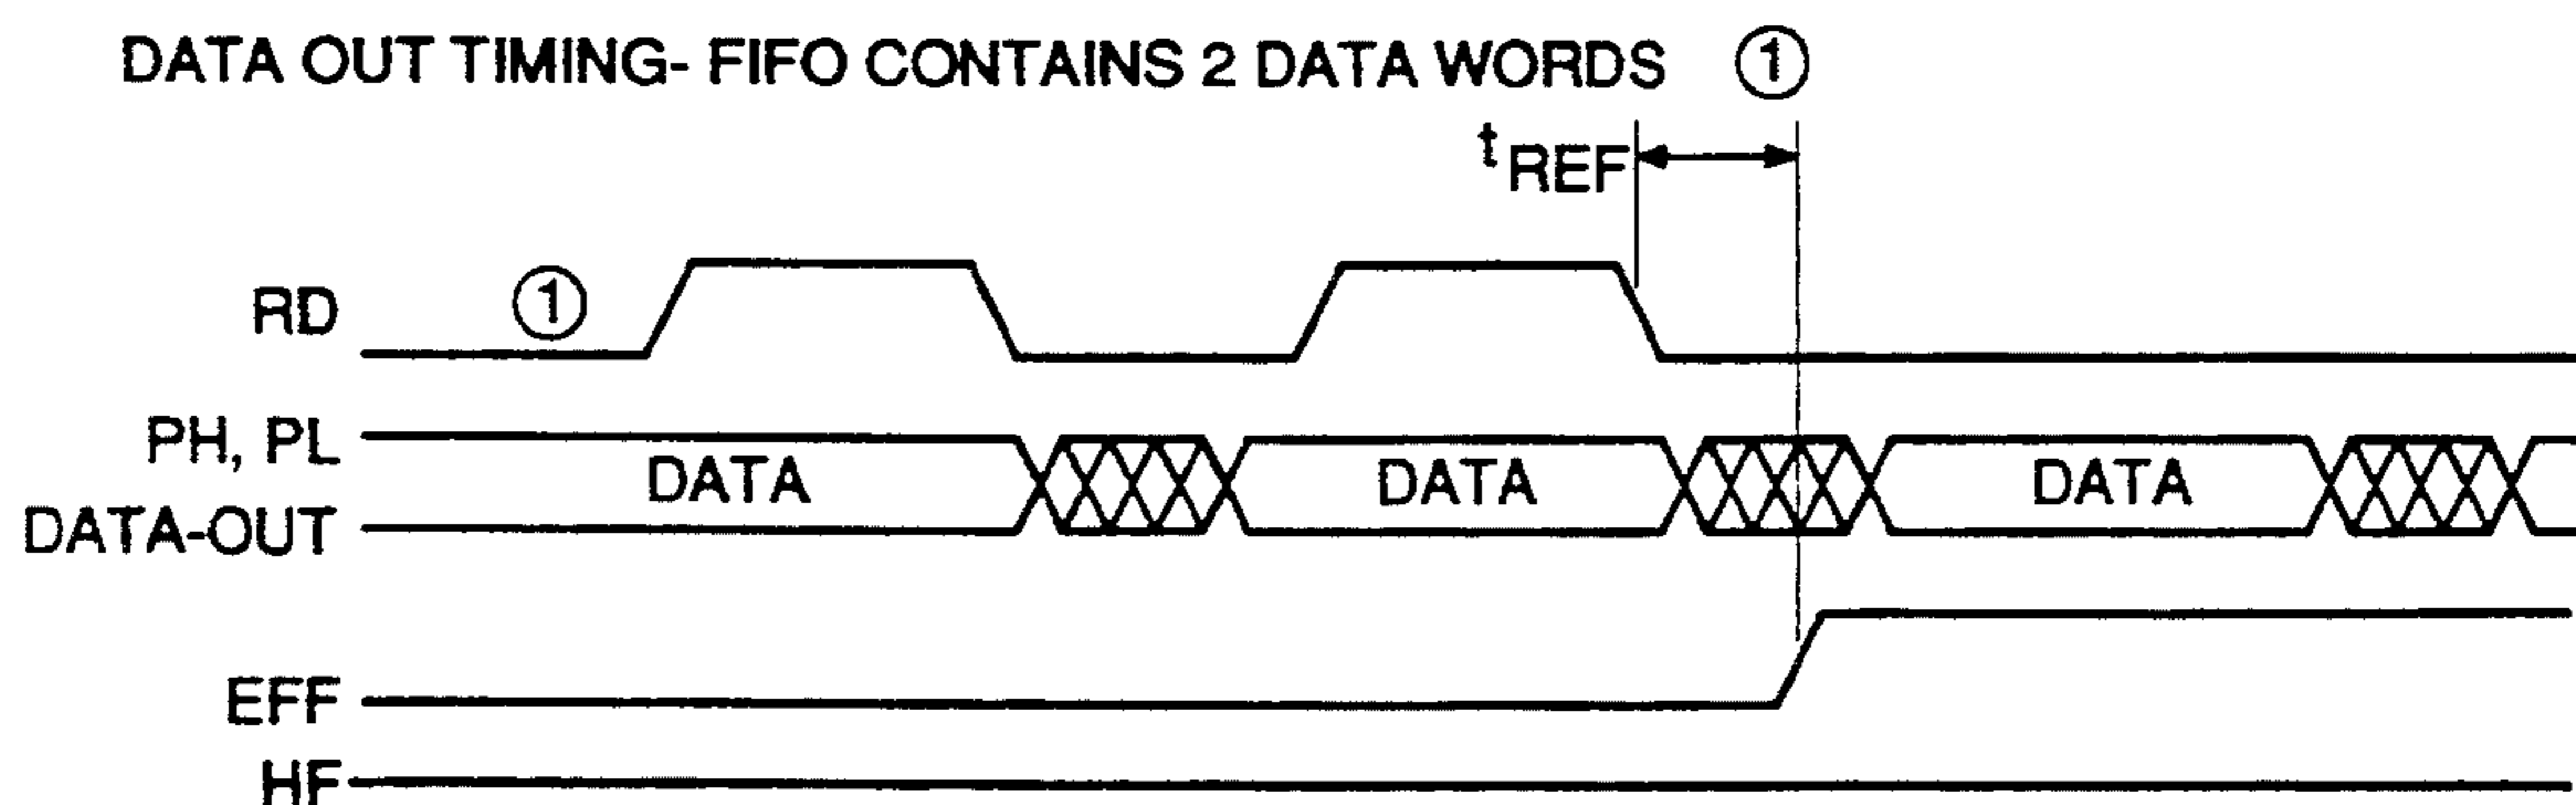 DATA OUT TIMING- FIFO CONTAINS 2 DATA WORDS ①
tREF
RD ①
PH, PL
DATA DATA DATA
DATA-OUT
EFF
HF